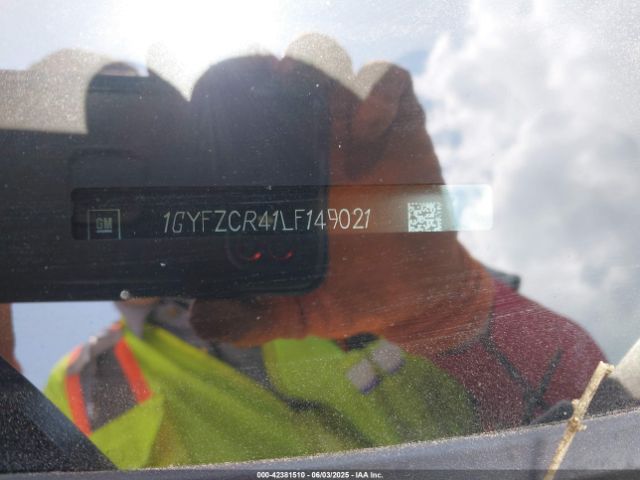 GM
1GYFZCR41LF149021
000-42381510 - 06/03/2025 - IAA Inc.